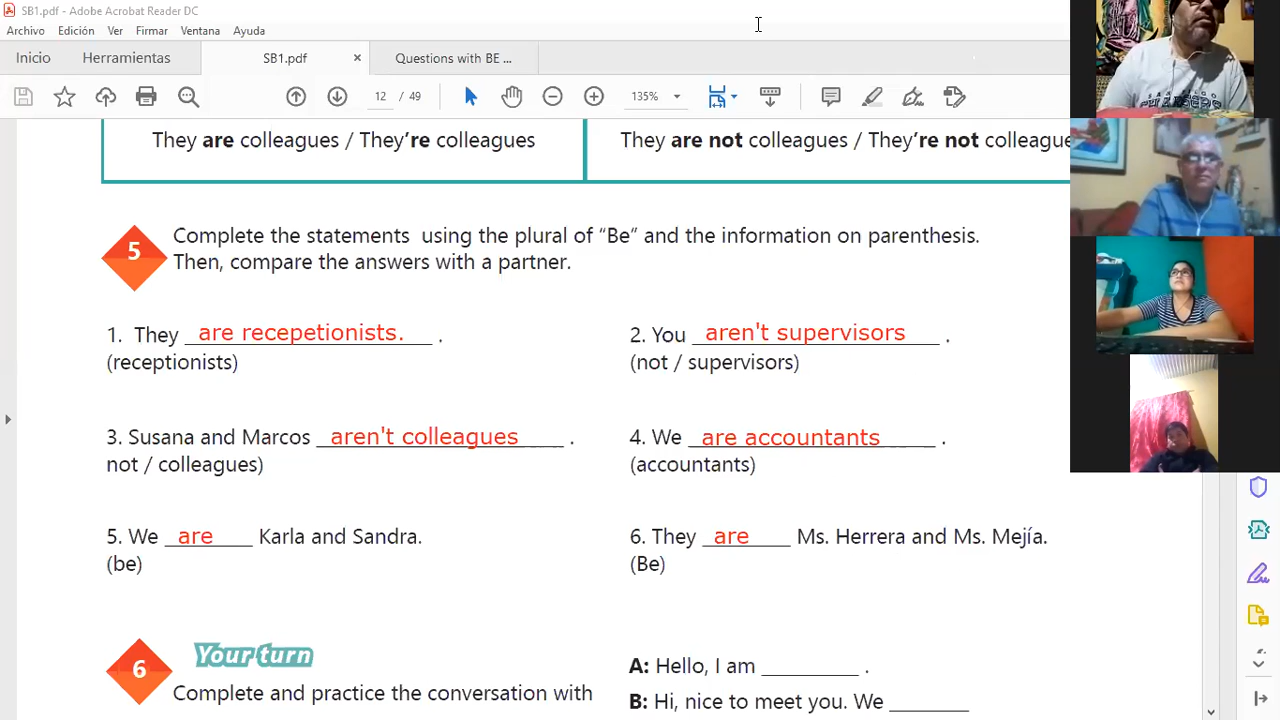 SB1.pdf - Adobe Acrobat Reader DC
Archivo Edición Ver Firmar Ventana Ayuda
Inicio Herramientas SB1.pdf × Questions with BE ...
12 / 49 135%
They are colleagues / They're colleagues
They are not colleagues / They're not colleague
5 Complete the statements using the plural of “Be” and the information on parenthesis.
Then, compare the answers with a partner.
1. They are recepetionists. .
(receptionists)
2. You aren't supervisors .
(not / supervisors)
3. Susana and Marcos aren't colleagues .
not / colleagues)
4. We are accountants .
(accountants)
5. We are Karla and Sandra.
(be)
6. They are Ms. Herrera and Ms. Mejía.
(Be)
6 Your turn
Complete and practice the conversation with
A: Hello, I am ________ .
B: Hi, nice to meet you. We ________